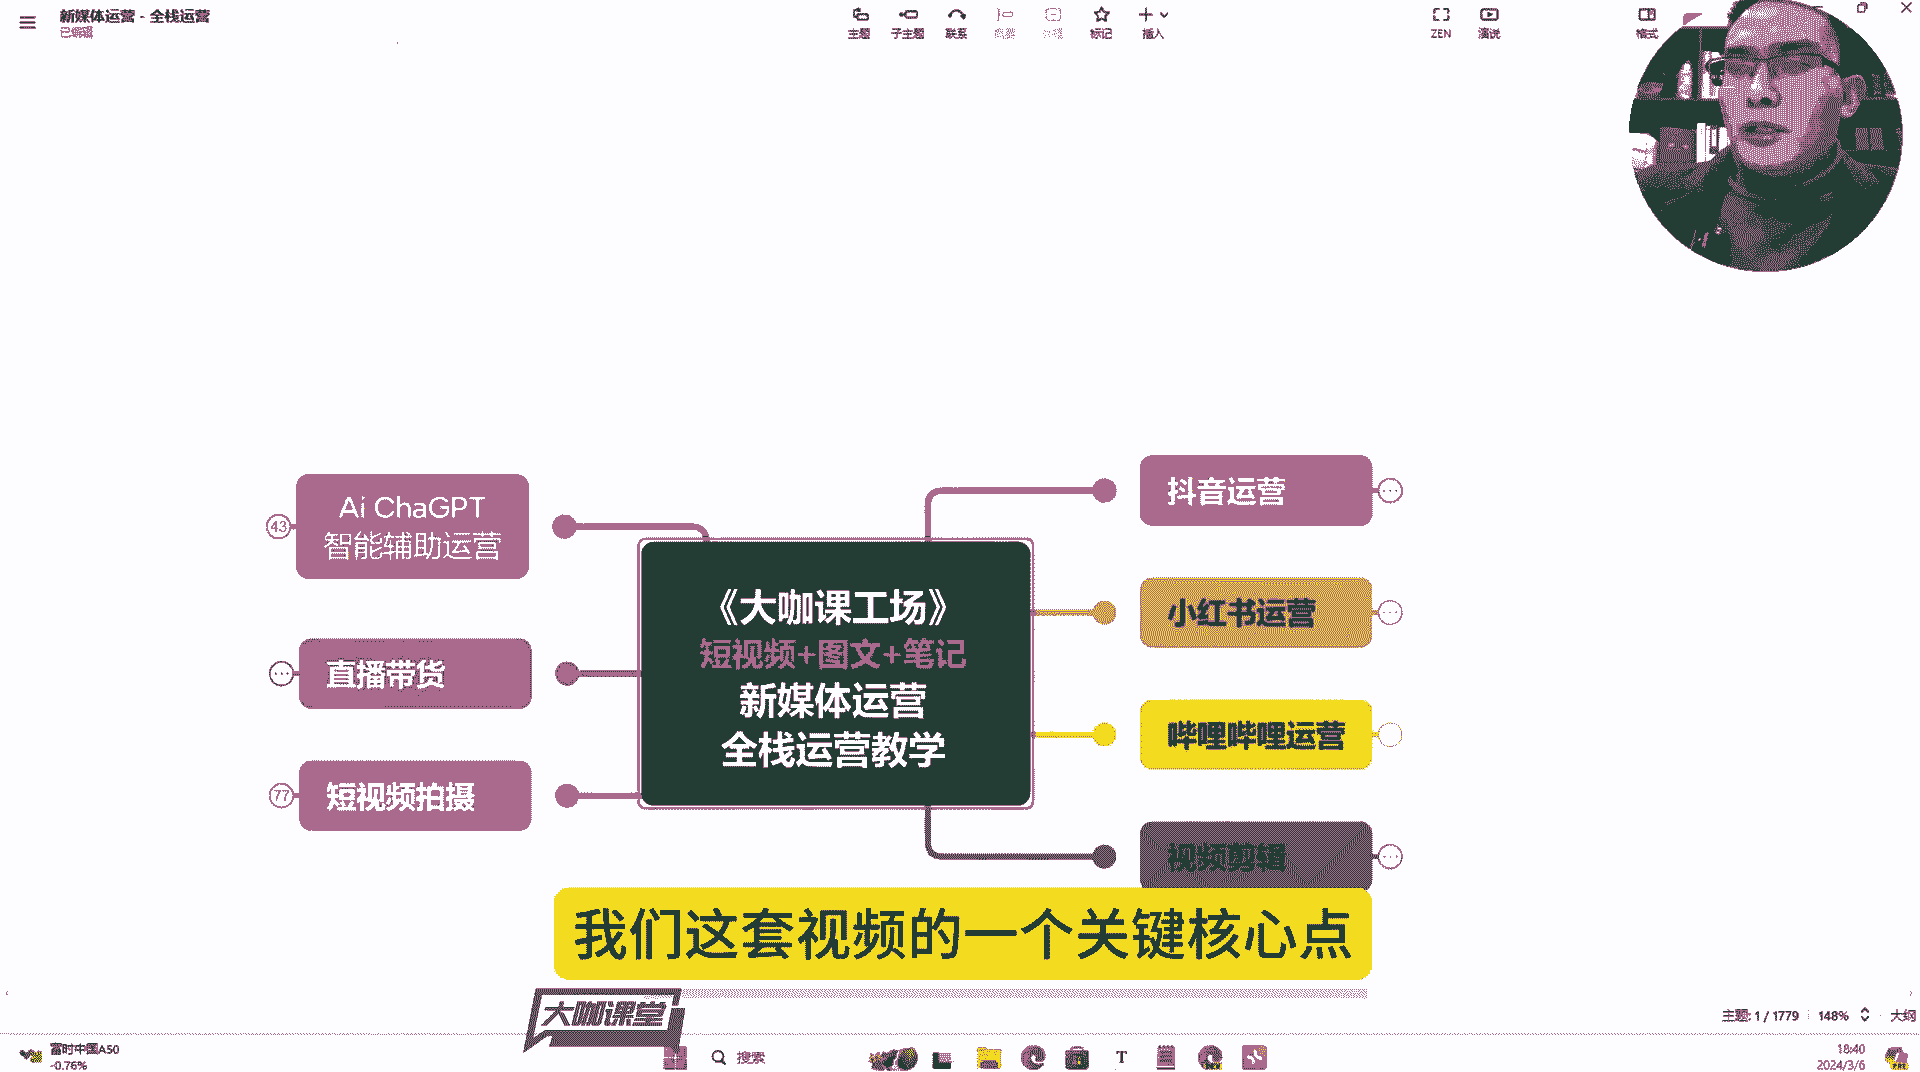 新媒体运营 - 全栈运营
已编辑
主题
子主题
联系
概要
外框
标记
插入
ZEN
演说
格式
Ai ChaGPT
智能辅助运营
43
直播带货
短视频拍摄
77
《大咖课工场》
短视频+图文+笔记
新媒体运营
全栈运营教学
抖音运营
小红书运营
哔哩哔哩运营
视频剪辑
我们这套视频的一个关键核心点
大咖课堂
主题: 1 / 1779
148%
大纲
富时中国A50
-0.76%
搜索
18:40
2024/3/6